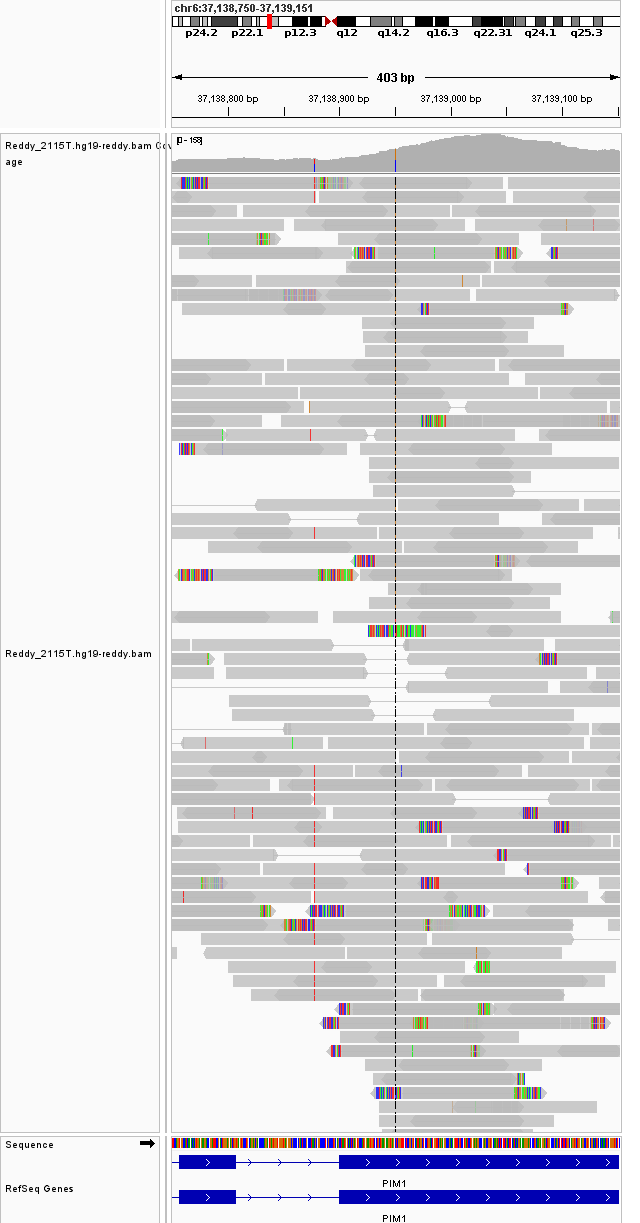 chr6:37,138,750-37,139,151
p24.2 p22.1 p12.3 q12 q14.2 q16.3 q22.31 q24.1 q25.3
403 bp
37,138,800 bp 37,138,900 bp 37,139,000 bp 37,139,100 bp
Reddy_2115T.hg19-reddy.bam Cov
age
[0 - 158]
Reddy_2115T.hg19-reddy.bam
Sequence
RefSeq Genes
PIM1
PIM1